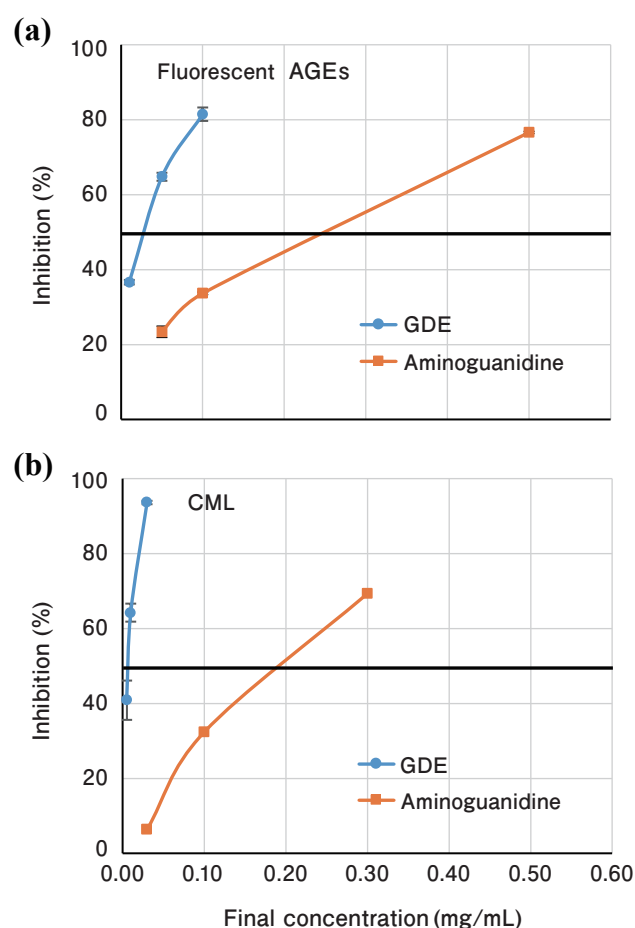 (a)
100
Fluorescent AGEs
80
60
40
20
0
Inhibition (%)
GDE
Aminoguanidine
(b)
100
CML
80
60
40
20
0
Inhibition (%)
GDE
Aminoguanidine
0.00 0.10 0.20 0.30 0.40 0.50 0.60
Final concentration (mg/mL)